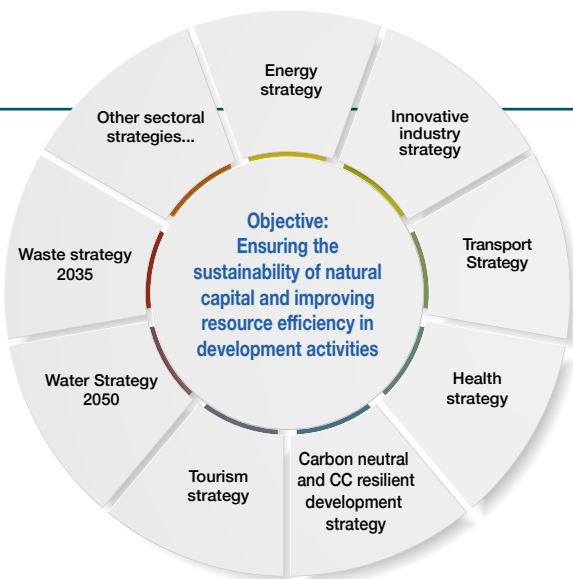 Energy
strategy
Innovative
industry
strategy
Transport
Strategy
Health
strategy
Carbon neutral
and CC resilient
development
strategy
Tourism
strategy
Water Strategy
2050
Waste strategy
2035
Other sectoral
strategies...
Objective:
Ensuring the
sustainability of natural
capital and improving
resource efficiency in
development activities